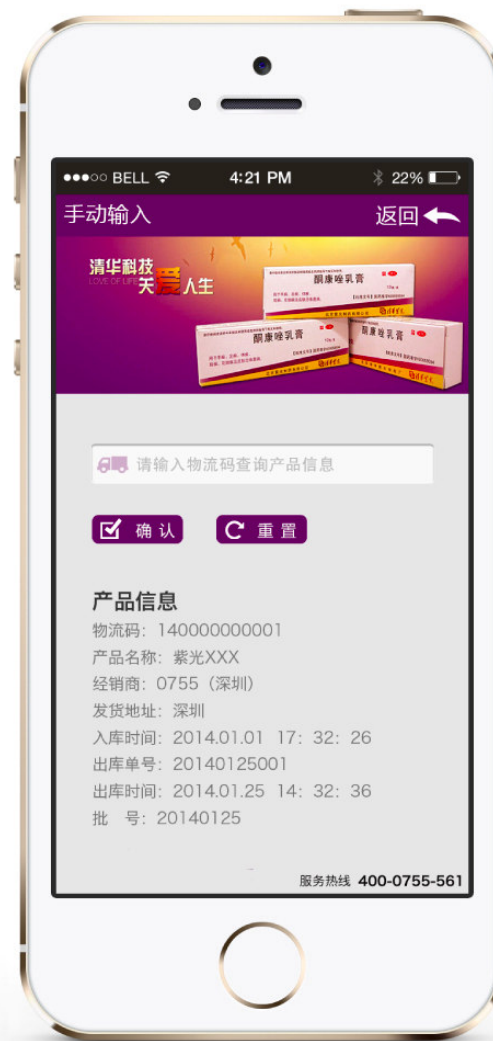 BELL 4:21 PM 22%
手动输入 返回
清华科技
LOVE OF LIFE
关爱人生
酮康唑乳膏
酮康唑乳膏
酮康唑乳膏
请输入物流码查询产品信息
确认 重置
产品信息
物流码：140000000001
产品名称：紫光XXX
经销商：0755（深圳）
发货地址：深圳
入库时间：2014.01.01 17：32：26
出库单号：20140125001
出库时间：2014.01.25 14：32：36
批 号：20140125
服务热线 400-0755-561